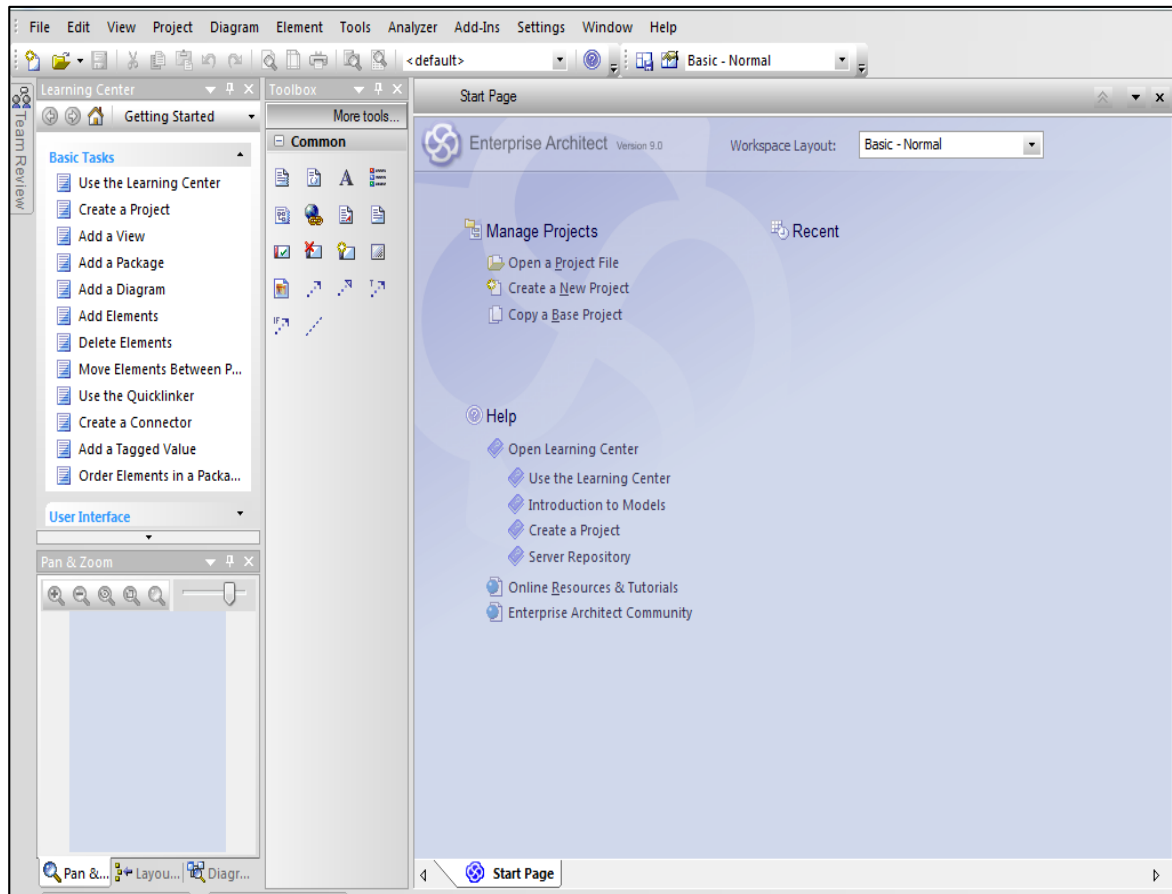 File Edit View Project Diagram Element Tools Analyzer Add-Ins Settings Window Help
<default> Basic - Normal
Team Review
Learning Center
Getting Started
Basic Tasks
Use the Learning Center
Create a Project
Add a View
Add a Package
Add a Diagram
Add Elements
Delete Elements
Move Elements Between P...
Use the Quicklinker
Create a Connector
Add a Tagged Value
Order Elements in a Packa...
User Interface
Pan & Zoom
Pan &... Layou... Diagr...
Toolbox
More tools...
Common
Start Page
Enterprise Architect Version 9.0 Workspace Layout: Basic - Normal
Manage Projects
Open a Project File
Create a New Project
Copy a Base Project
Recent
Help
Open Learning Center
Use the Learning Center
Introduction to Models
Create a Project
Server Repository
Online Resources & Tutorials
Enterprise Architect Community
Start Page